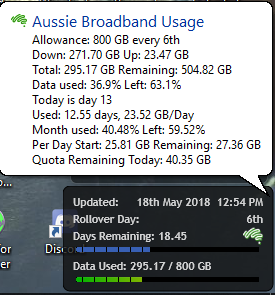 Aussie Broadband Usage
Allowance: 800 GB every 6th
Down: 271.70 GB Up: 23.47 GB
Total: 295.17 GB Remaining: 504.82 GB
Data used: 36.9% Left: 63.1%
Today is day 13
Used: 12.55 days, 23.52 GB/Day
Month used: 40.48% Left: 59.52%
Per Day Start: 25.81 GB Remaining: 27.36 GB
Quota Remaining Today: 40.35 GB
Updated: 18th May 2018 12:54 PM
Rollover Day: 6th
Days Remaining: 18.45
Data Used: 295.17 / 800 GB